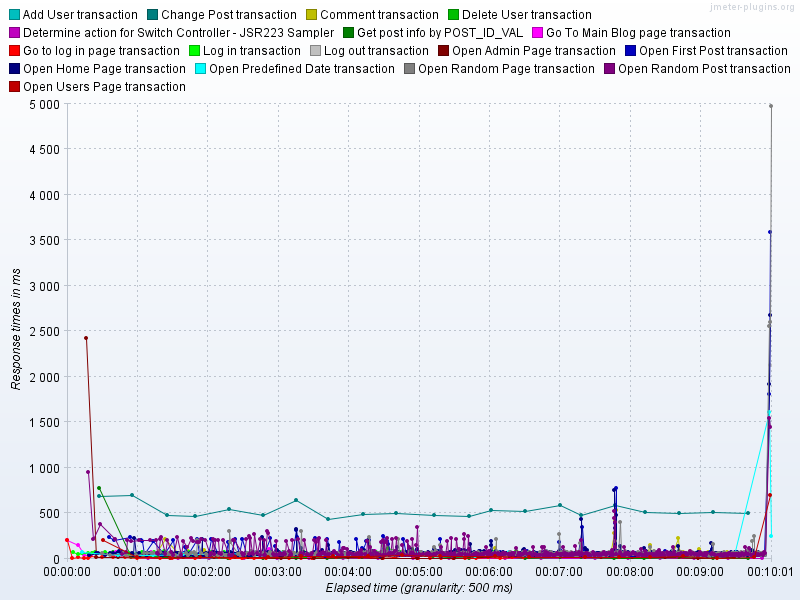 jmeter-plugins.org
Add User transaction Change Post transaction Comment transaction Delete User transaction
Determine action for Switch Controller - JSR223 Sampler Get post info by POST_ID_VAL Go To Main Blog page transaction
Go to log in page transaction Log in transaction Log out transaction Open Admin Page transaction Open First Post transaction
Open Home Page transaction Open Predefined Date transaction Open Random Page transaction Open Random Post transaction
Open Users Page transaction
5 000
4 500
4 000
3 500
3 000
2 500
2 000
1 500
1 000
500
0
Response times in ms
00:00:00 00:01:00 00:02:00 00:03:00 00:04:00 00:05:00 00:06:00 00:07:00 00:08:00 00:09:00 00:10:01
Elapsed time (granularity: 500 ms)